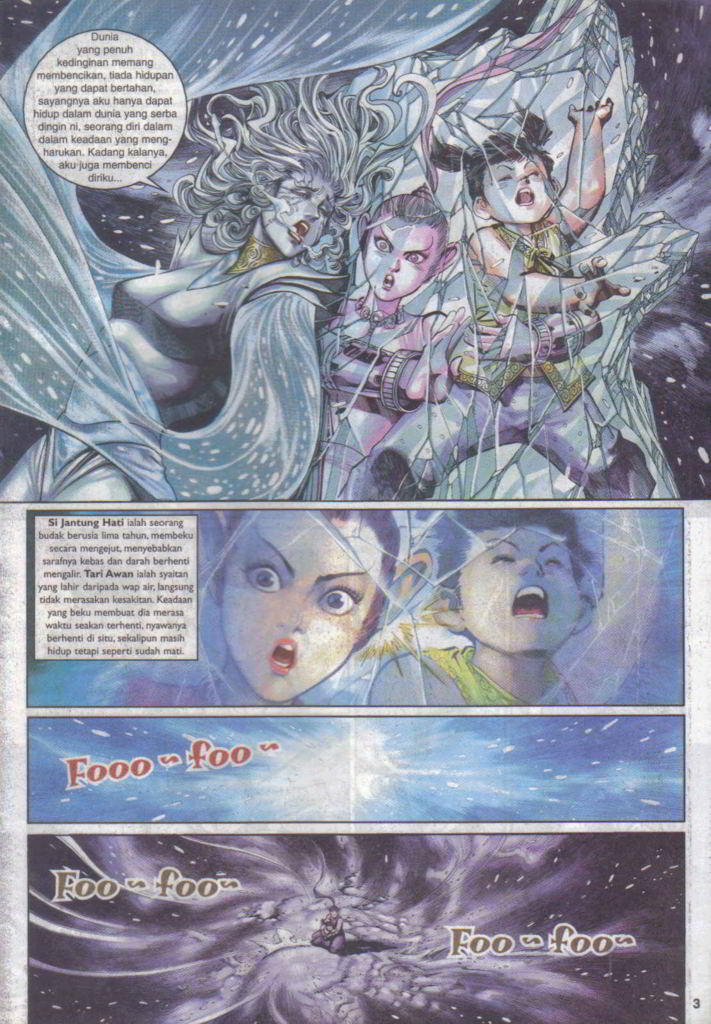 Dunia
yang penuh
kedinginan memang
membencikan, tiada hidupan
yang dapat bertahan,
sayangnya aku hanya dapat
hidup dalam dunia yang serba
dingin ni, seorang diri dalam
dalam keadaan yang meng-
harukan. Kadang kalanya,
aku juga membenci
diriku...
Si Jantung Hati ialah seorang
budak berusia lima tahun, membeku
secara mengejut, menyebabkan
sarafnya kebas dan darah berhenti
mengalir. Tari Awan ialah syaitan
yang lahir daripada wap air, langsung
tidak merasakan kesakitan. Keadaan
yang beku membuat dia merasa
waktu seakan terhenti, nyawanya
berhenti di situ, sekalipun masih
hidup tetapi seperti sudah mati.
Fooo ~ foo ~
Foo ~ foo~
Foo ~ foo~
3